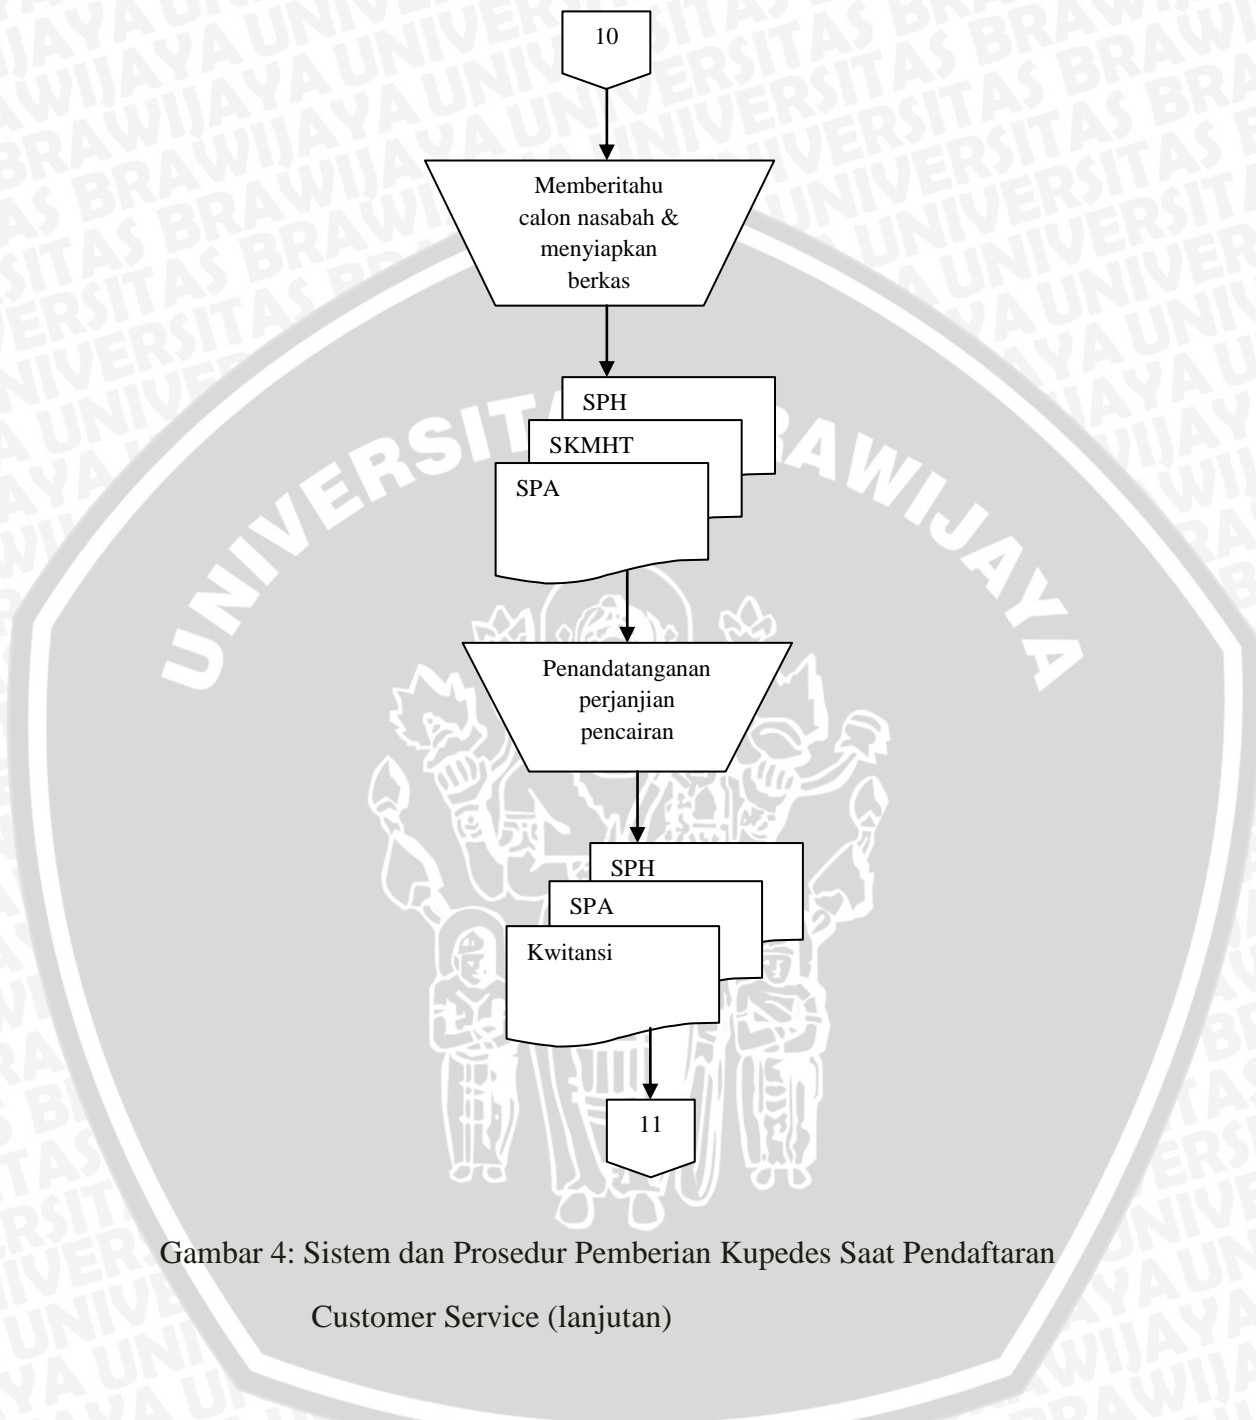 10
Memberitahu
calon nasabah &
menyiapkan
berkas
SPH
SKMHT
SPA
Penandatanganan
perjanjian
pencairan
SPH
SPA
Kwitansi
11
Gambar 4: Sistem dan Prosedur Pemberian Kupedes Saat Pendaftaran
Customer Service (lanjutan)